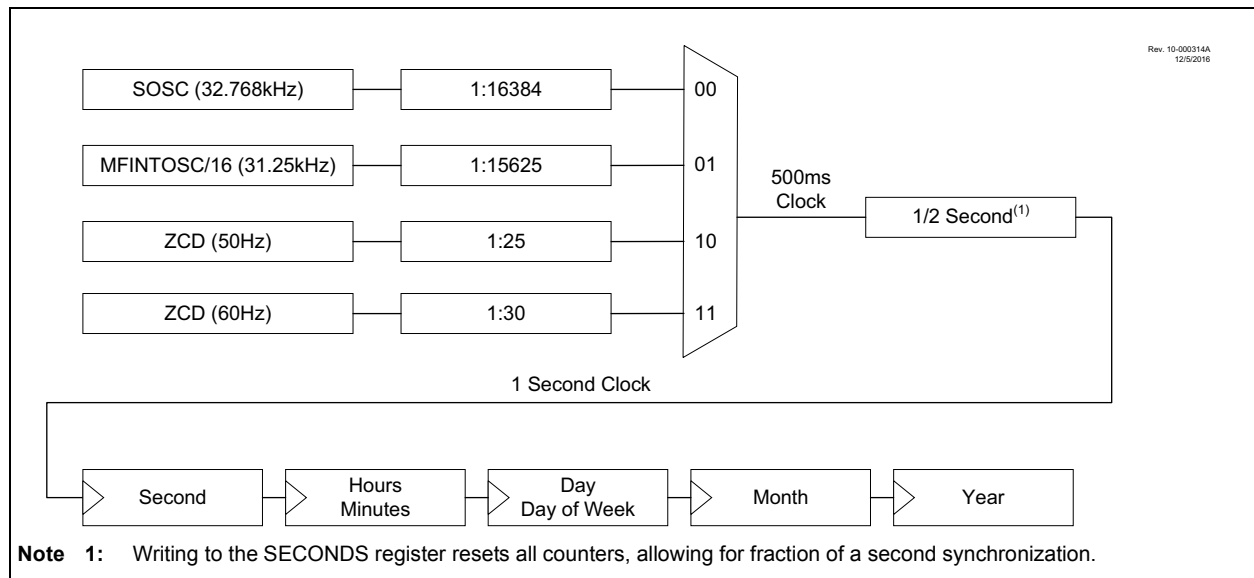 Rev. 10-000314A
12/5/2016
SOSC (32.768kHz)
1:16384
00
MFINTOSC/16 (31.25kHz)
1:15625
01
500ms
Clock
1/2 Second(1)
ZCD (50Hz)
1:25
10
ZCD (60Hz)
1:30
11
1 Second Clock
Second
Hours
Minutes
Day
Day of Week
Month
Year
Note 1: Writing to the SECONDS register resets all counters, allowing for fraction of a second synchronization.